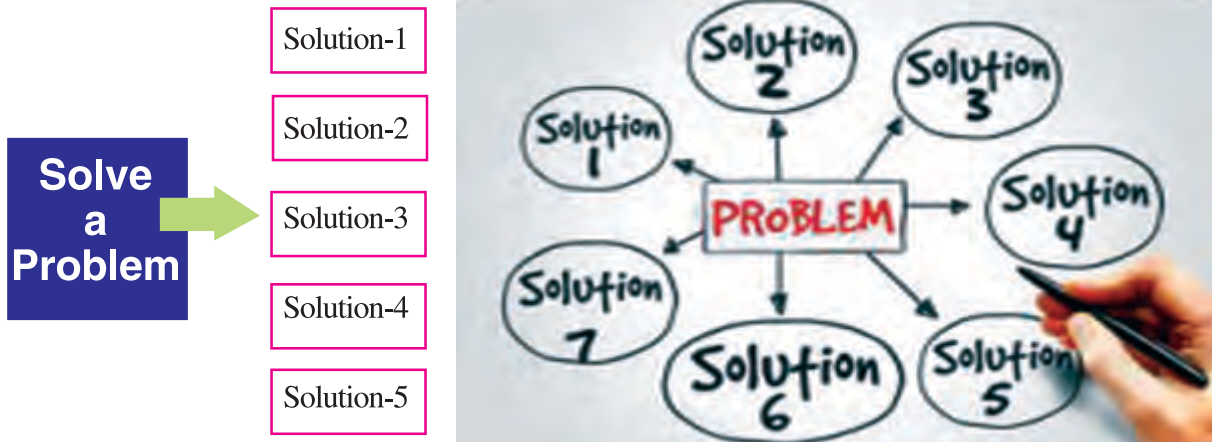 Solve
a
Problem
Solution-1
Solution-2
Solution-3
Solution-4
Solution-5
Solution
1
Solution
2
Solution
3
Solution
4
Solution
5
Solution
6
Solution
7
PROBLEM